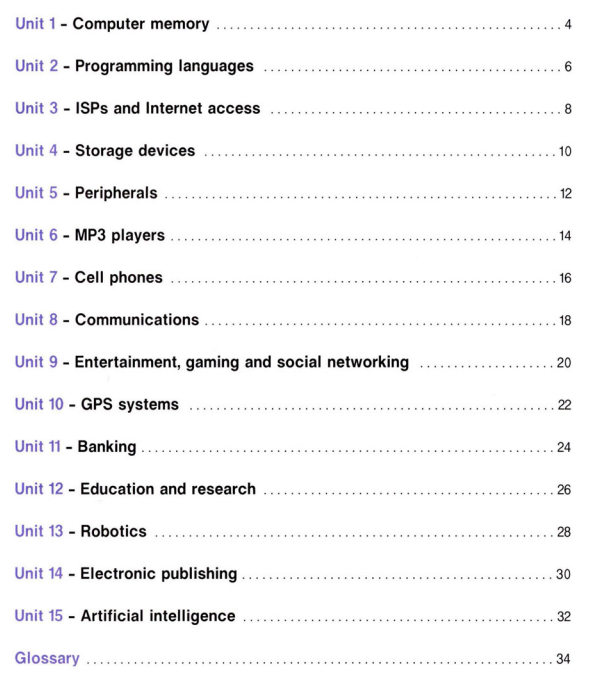 Unit 1 – Computer memory ........................................................ 4
Unit 2 – Programming languages ................................................ 6
Unit 3 – ISPs and Internet access ............................................... 8
Unit 4 – Storage devices ........................................................ 10
Unit 5 – Peripherals ............................................................ 12
Unit 6 – MP3 players ............................................................ 14
Unit 7 – Cell phones ............................................................ 16
Unit 8 – Communications ........................................................ 18
Unit 9 – Entertainment, gaming and social networking .................... 20
Unit 10 – GPS systems .......................................................... 22
Unit 11 – Banking ................................................................ 24
Unit 12 – Education and research ............................................... 26
Unit 13 – Robotics .............................................................. 28
Unit 14 – Electronic publishing .................................................. 30
Unit 15 – Artificial intelligence .................................................. 32
Glossary ........................................................................ 34